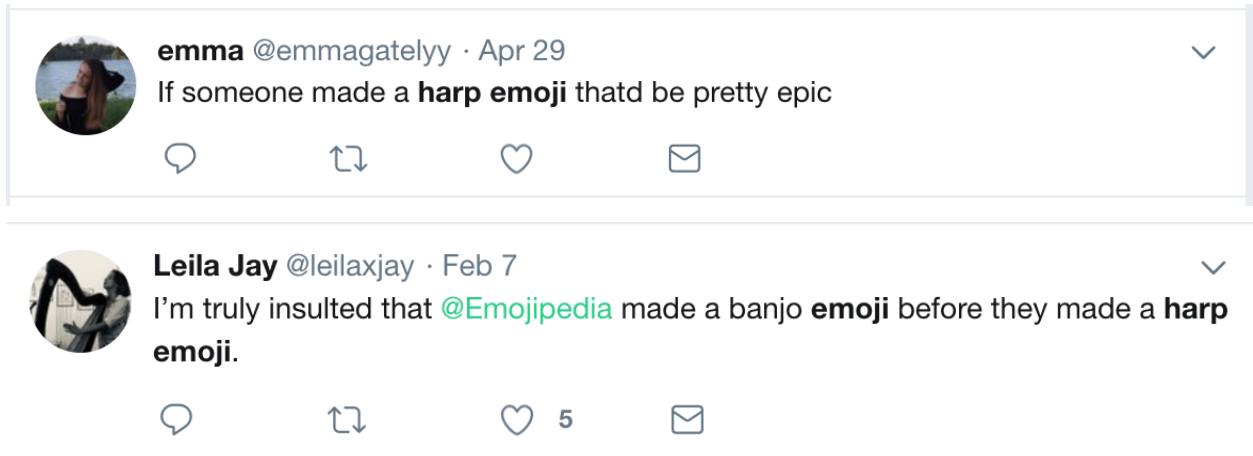 emma @emmagatelyy · Apr 29
If someone made a harp emoji thatd be pretty epic
Leila Jay @leilaxjay · Feb 7
I’m truly insulted that @Emojipedia made a banjo emoji before they made a harp
emoji.
5